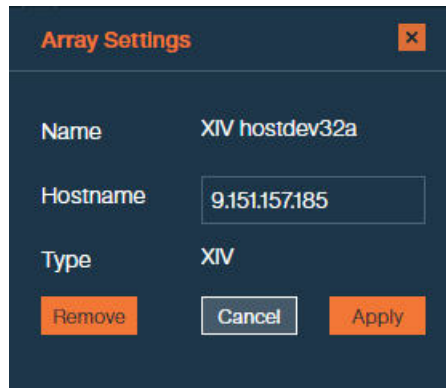 Array Settings
Name XIV hostdev32a
Hostname 9.151.157.185
Type XIV
Remove Cancel Apply